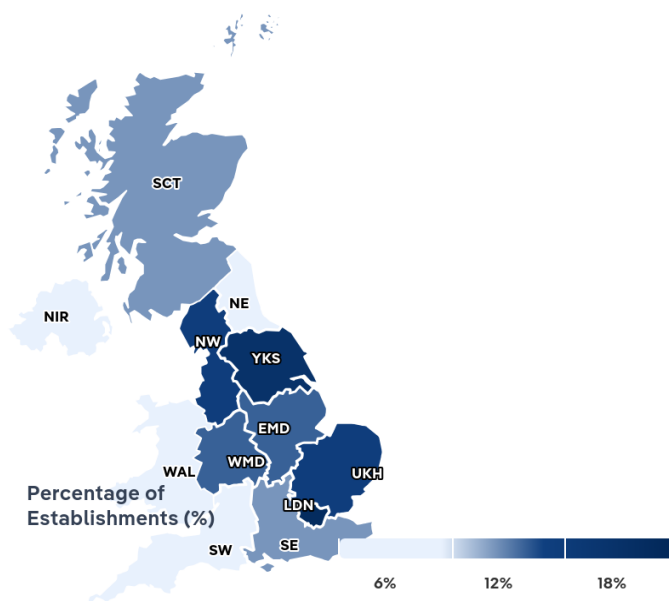 SCT
NIR
NE
NW
YKS
EMD
WMD
WAL
UKH
Percentage of
Establishments (%)
LDN
SW
SE
6%
12%
18%